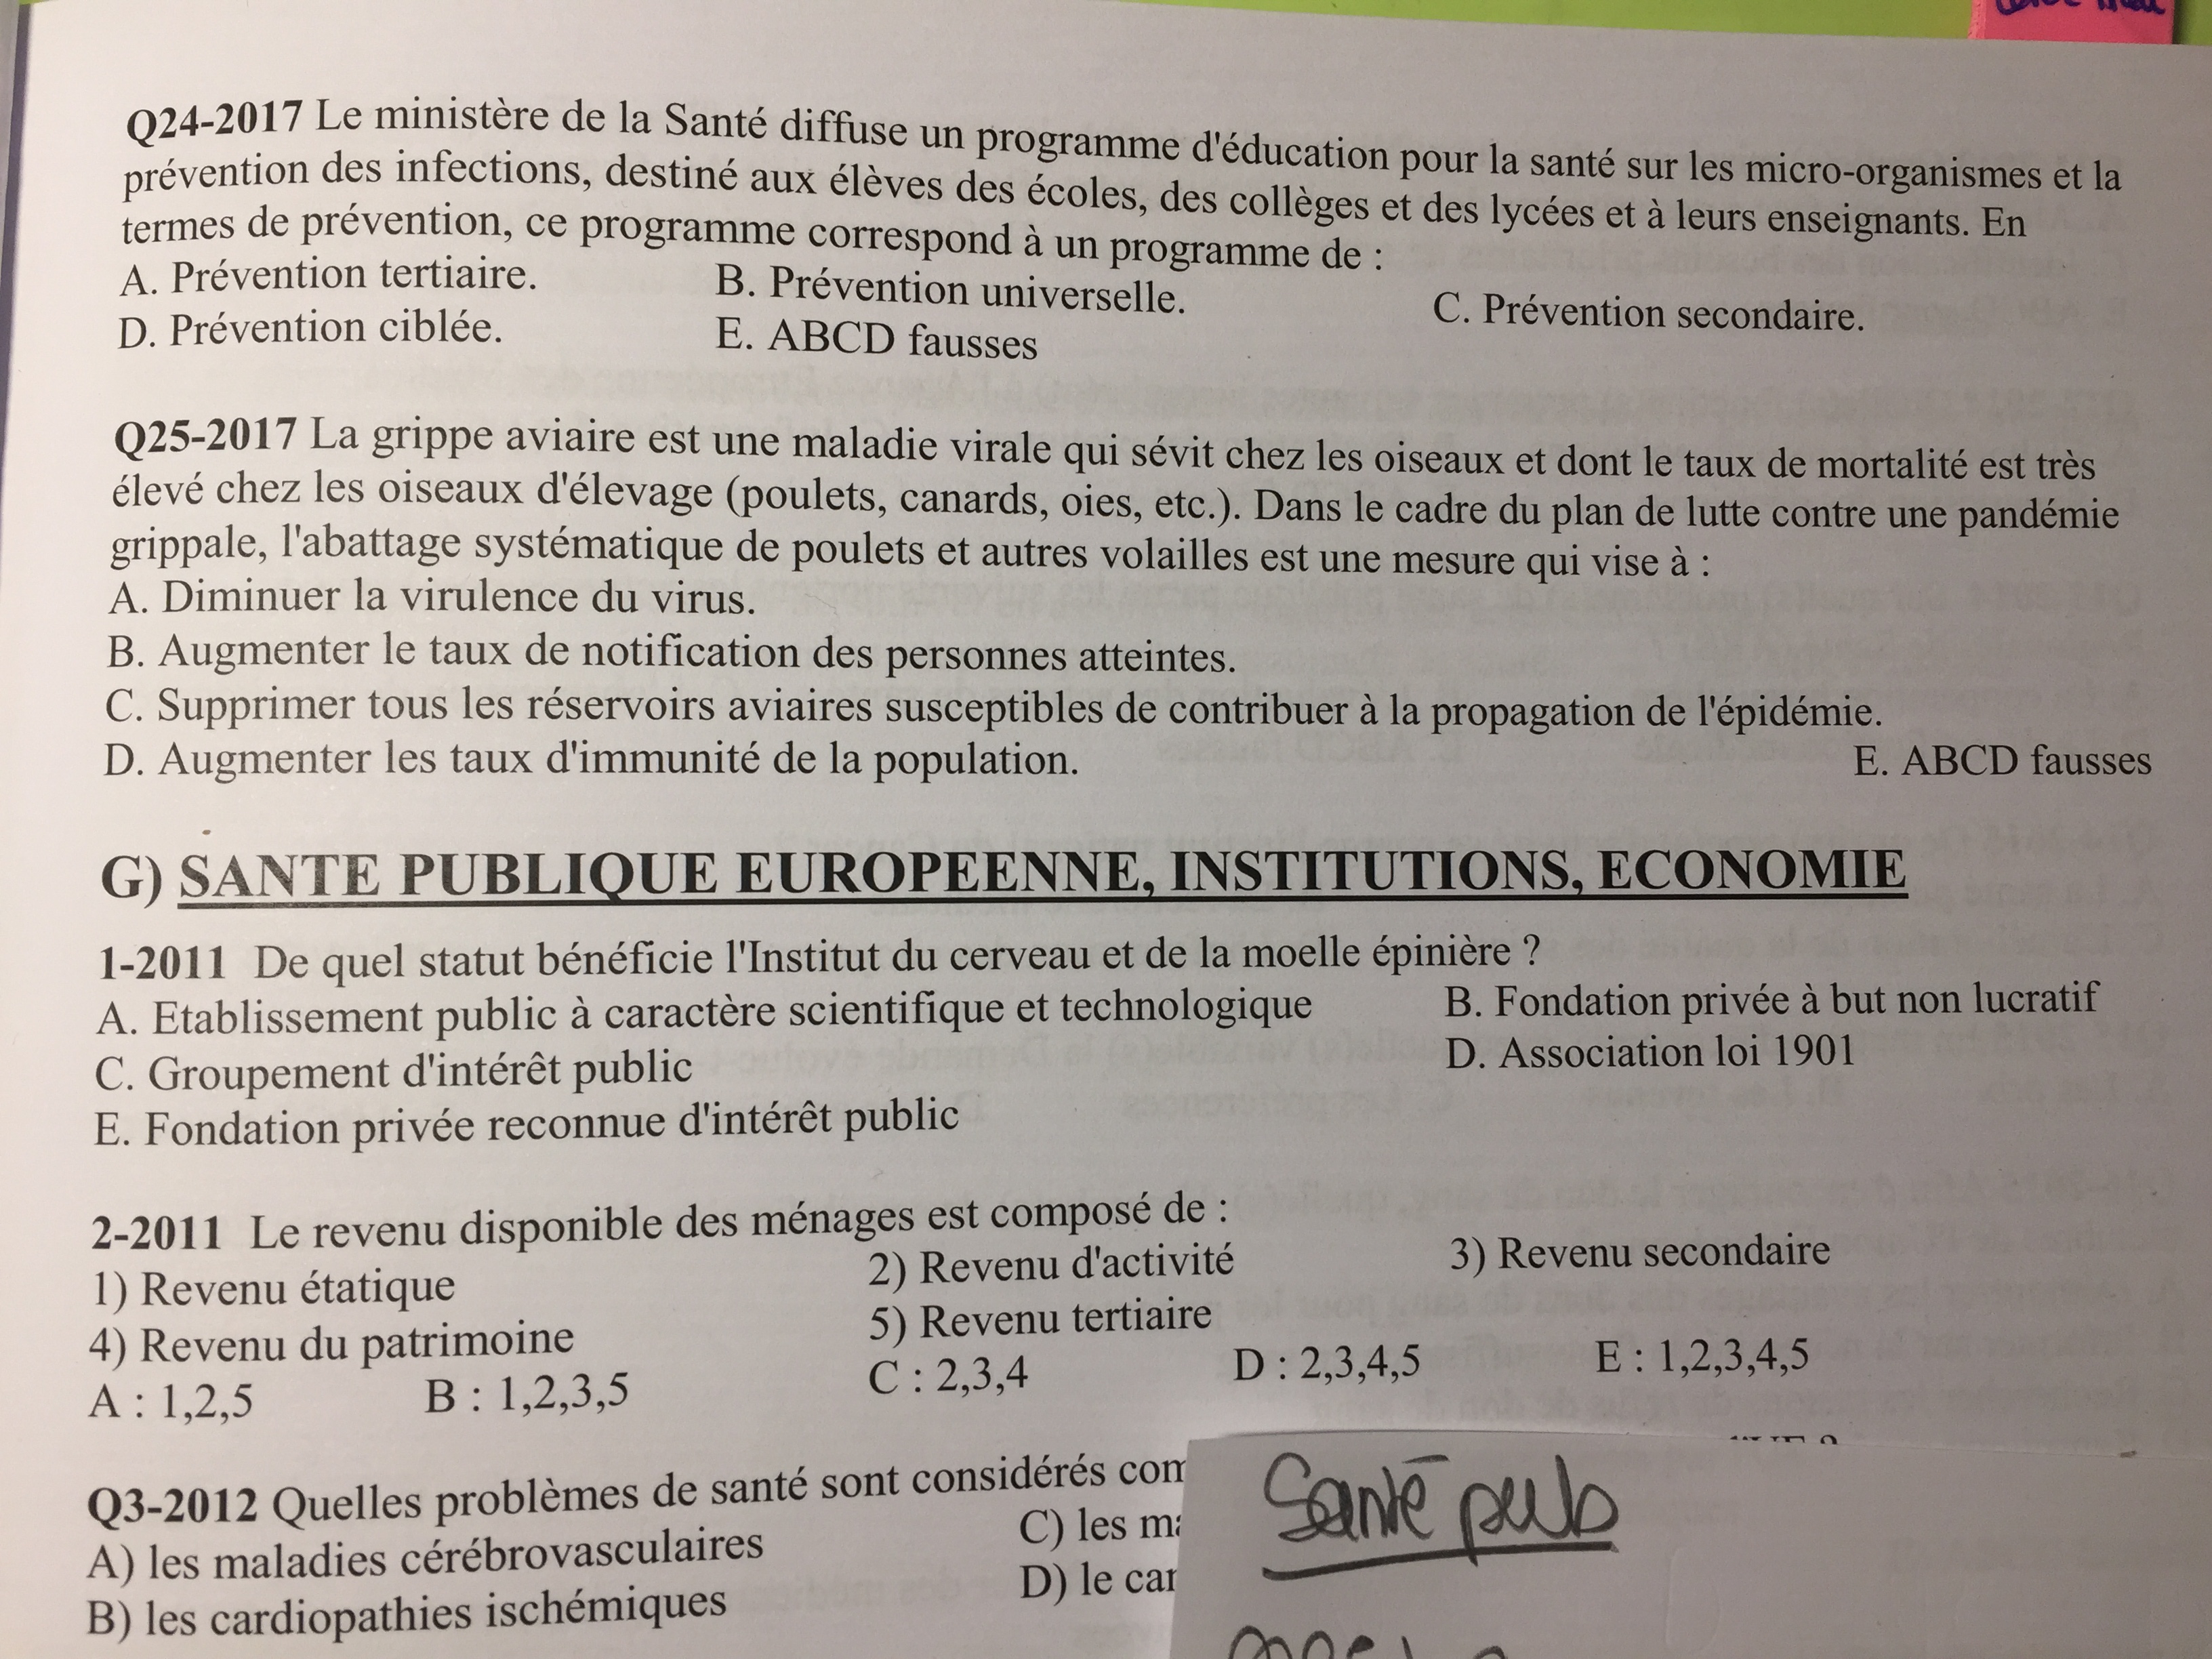 Q24-2017 Le ministère de la Santé diffuse un programme d'éducation pour la santé sur les micro-organismes et la
prévention des infections, destiné aux élèves des écoles, des collèges et des lycées et à leurs enseignants. En
termes de prévention, ce programme correspond à un programme de :
A. Prévention tertiaire. B. Prévention universelle. C. Prévention secondaire.
D. Prévention ciblée. E. ABCD fausses
Q25-2017 La grippe aviaire est une maladie virale qui sévit chez les oiseaux et dont le taux de mortalité est très
élevé chez les oiseaux d'élevage (poulets, canards, oies, etc.). Dans le cadre du plan de lutte contre une pandémie
grippale, l'abattage systématique de poulets et autres volailles est une mesure qui vise à :
A. Diminuer la virulence du virus.
B. Augmenter le taux de notification des personnes atteintes.
C. Supprimer tous les réservoirs aviaires susceptibles de contribuer à la propagation de l'épidémie.
D. Augmenter les taux d'immunité de la population. E. ABCD fausses
G) SANTE PUBLIQUE EUROPEENNE, INSTITUTIONS, ECONOMIE
1-2011 De quel statut bénéficie l'Institut du cerveau et de la moelle épinière ?
A. Etablissement public à caractère scientifique et technologique B. Fondation privée à but non lucratif
C. Groupement d'intérêt public D. Association loi 1901
E. Fondation privée reconnue d'intérêt public
2-2011 Le revenu disponible des ménages est composé de :
1) Revenu étatique 2) Revenu d'activité 3) Revenu secondaire
4) Revenu du patrimoine 5) Revenu tertiaire
A : 1,2,5 B : 1,2,3,5 C : 2,3,4 D : 2,3,4,5 E : 1,2,3,4,5
Q3-2012 Quelles problèmes de santé sont considérés
A) les maladies cérébrovasculaires C) les
B) les cardiopathies ischémiques D) le
Santé pub